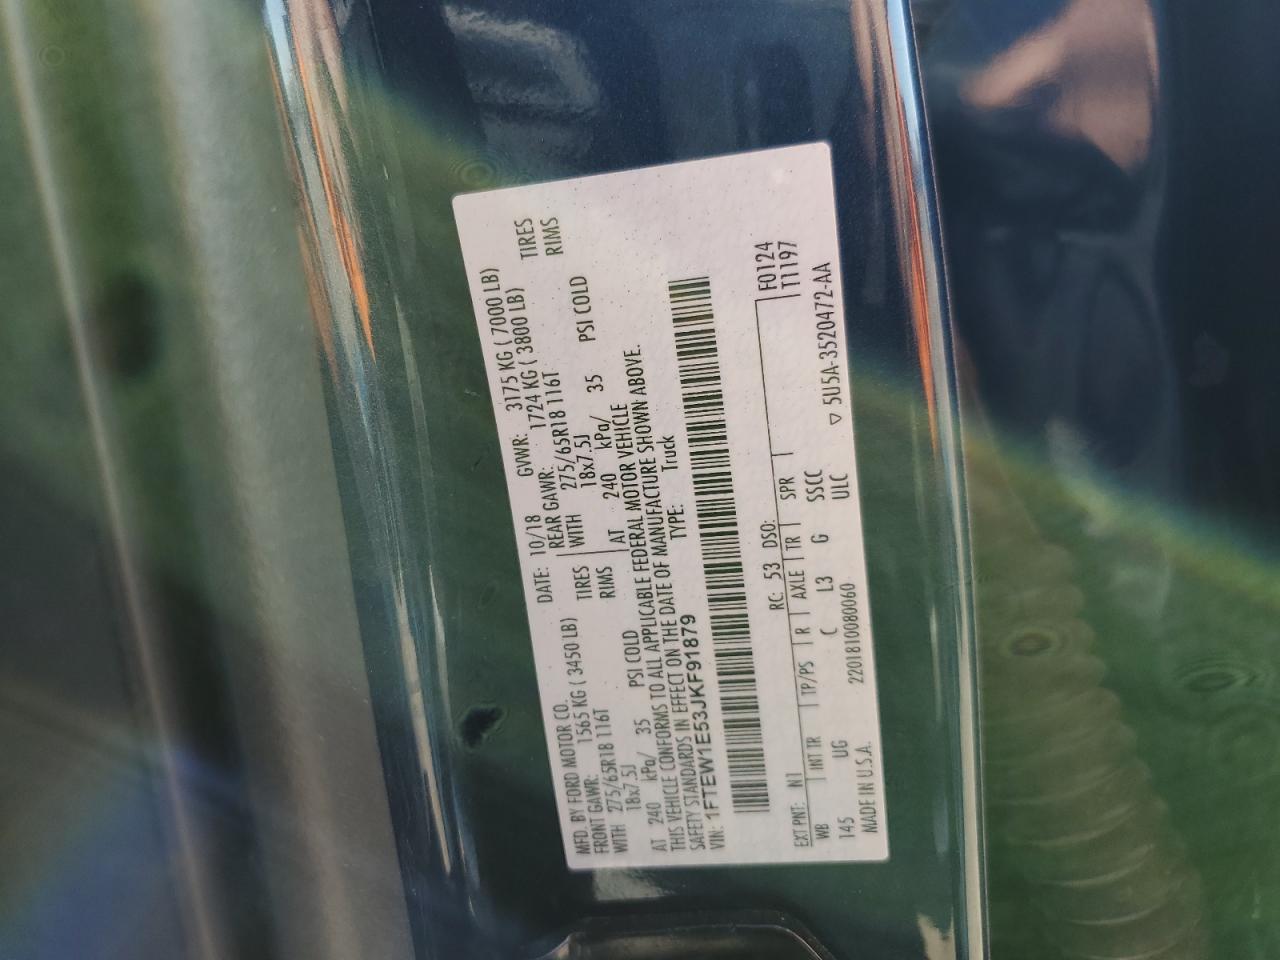 MFD. BY FORD MOTOR CO. DATE: 10/18 GVWR: 3175 KG ( 7000 LB)
FRONT GAWR: 1565 KG ( 3450 LB) REAR GAWR: 1724 KG ( 3800 LB)
WITH 275/65R18 116T TIRES WITH 275/65R18 116T TIRES
18x7.5J RIMS 18x7.5J RIMS
AT 240 kPa/ 35 PSI COLD AT 240 kPa/ 35 PSI COLD
THIS VEHICLE CONFORMS TO ALL APPLICABLE FEDERAL MOTOR VEHICLE
SAFETY STANDARDS IN EFFECT ON THE DATE OF MANUFACTURE SHOWN ABOVE.
VIN: 1FTEW1E53JKF91879 TYPE: Truck
F0124
T1197
EXT PNT: N1 RC: 53 DSO:
WB INT TR TP/PS R AXLE TR SPR
145 UG C L3 G SSCC
ULC
MADE IN U.S.A. 2201810080060 ▽ 5U5A-3520472-AA